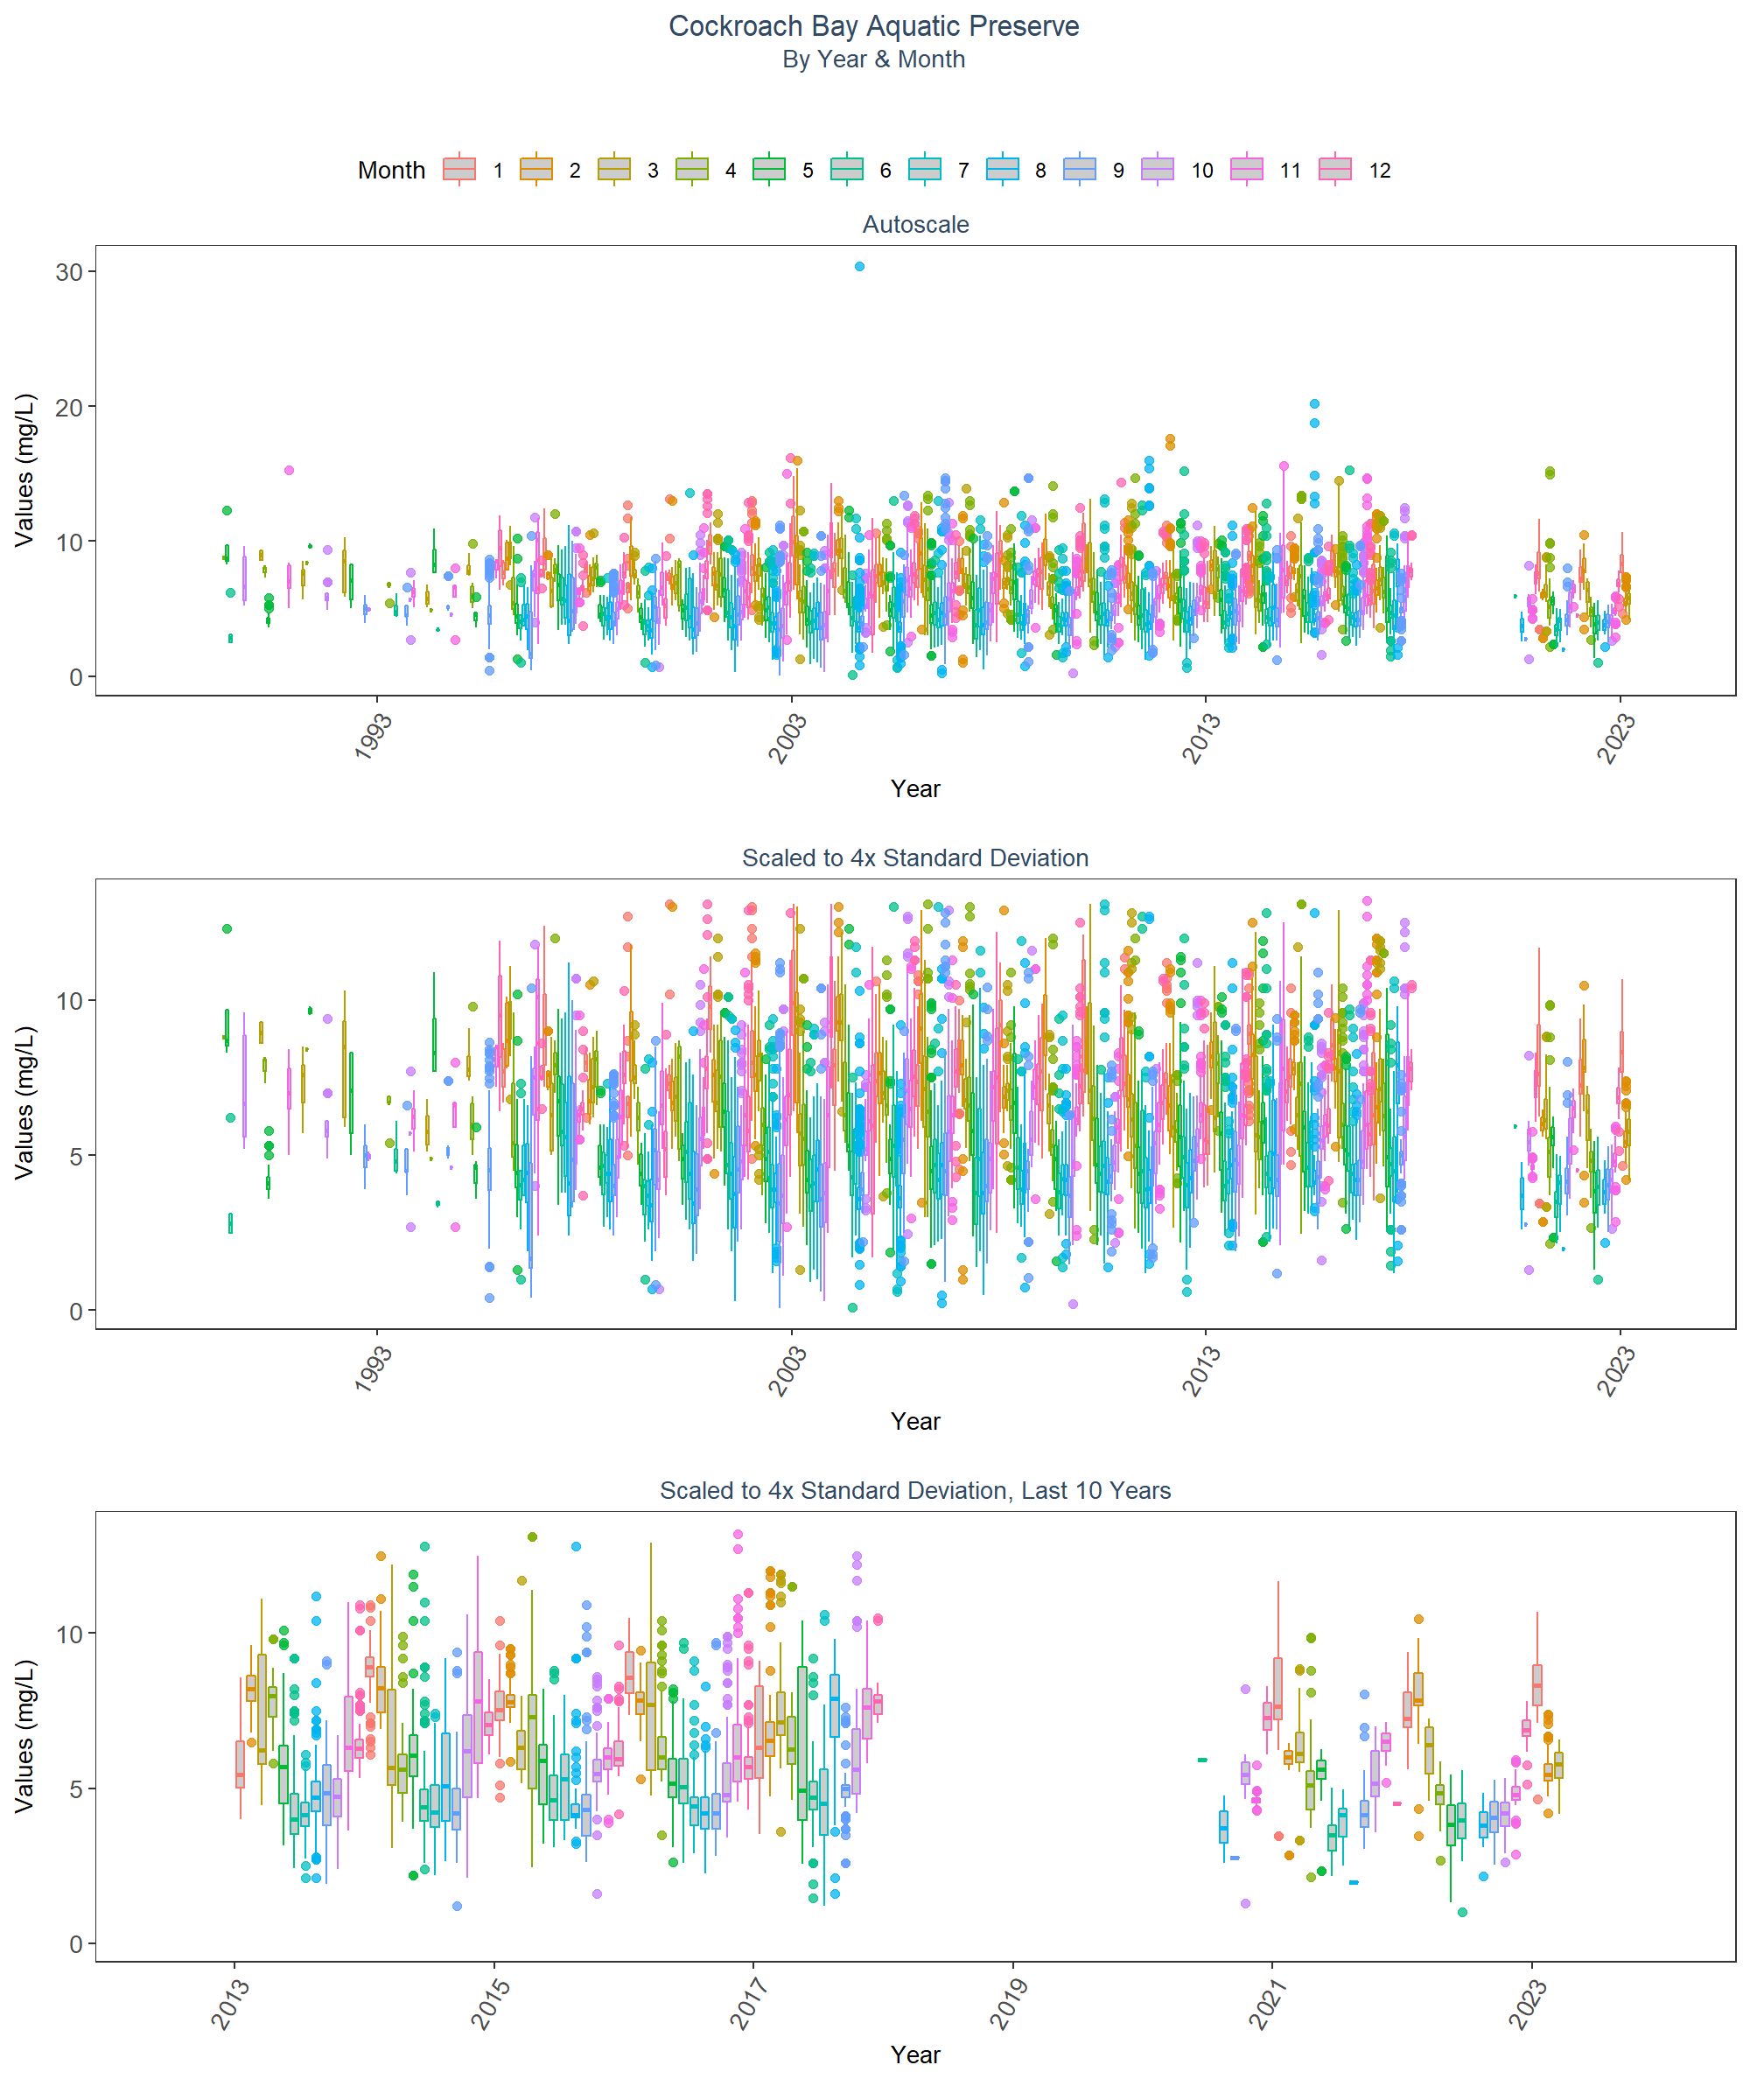 Cockroach Bay Aquatic Preserve
By Year & Month
Month 1 2 3 4 5 6 7 8 9 10 11 12
Autoscale
Values (mg/L)
30
20
10
0
1993 2003 2013 2023
Year
Scaled to 4x Standard Deviation
Values (mg/L)
10
5
0
1993 2003 2013 2023
Year
Scaled to 4x Standard Deviation, Last 10 Years
Values (mg/L)
10
5
0
2013 2015 2017 2019 2021 2023
Year